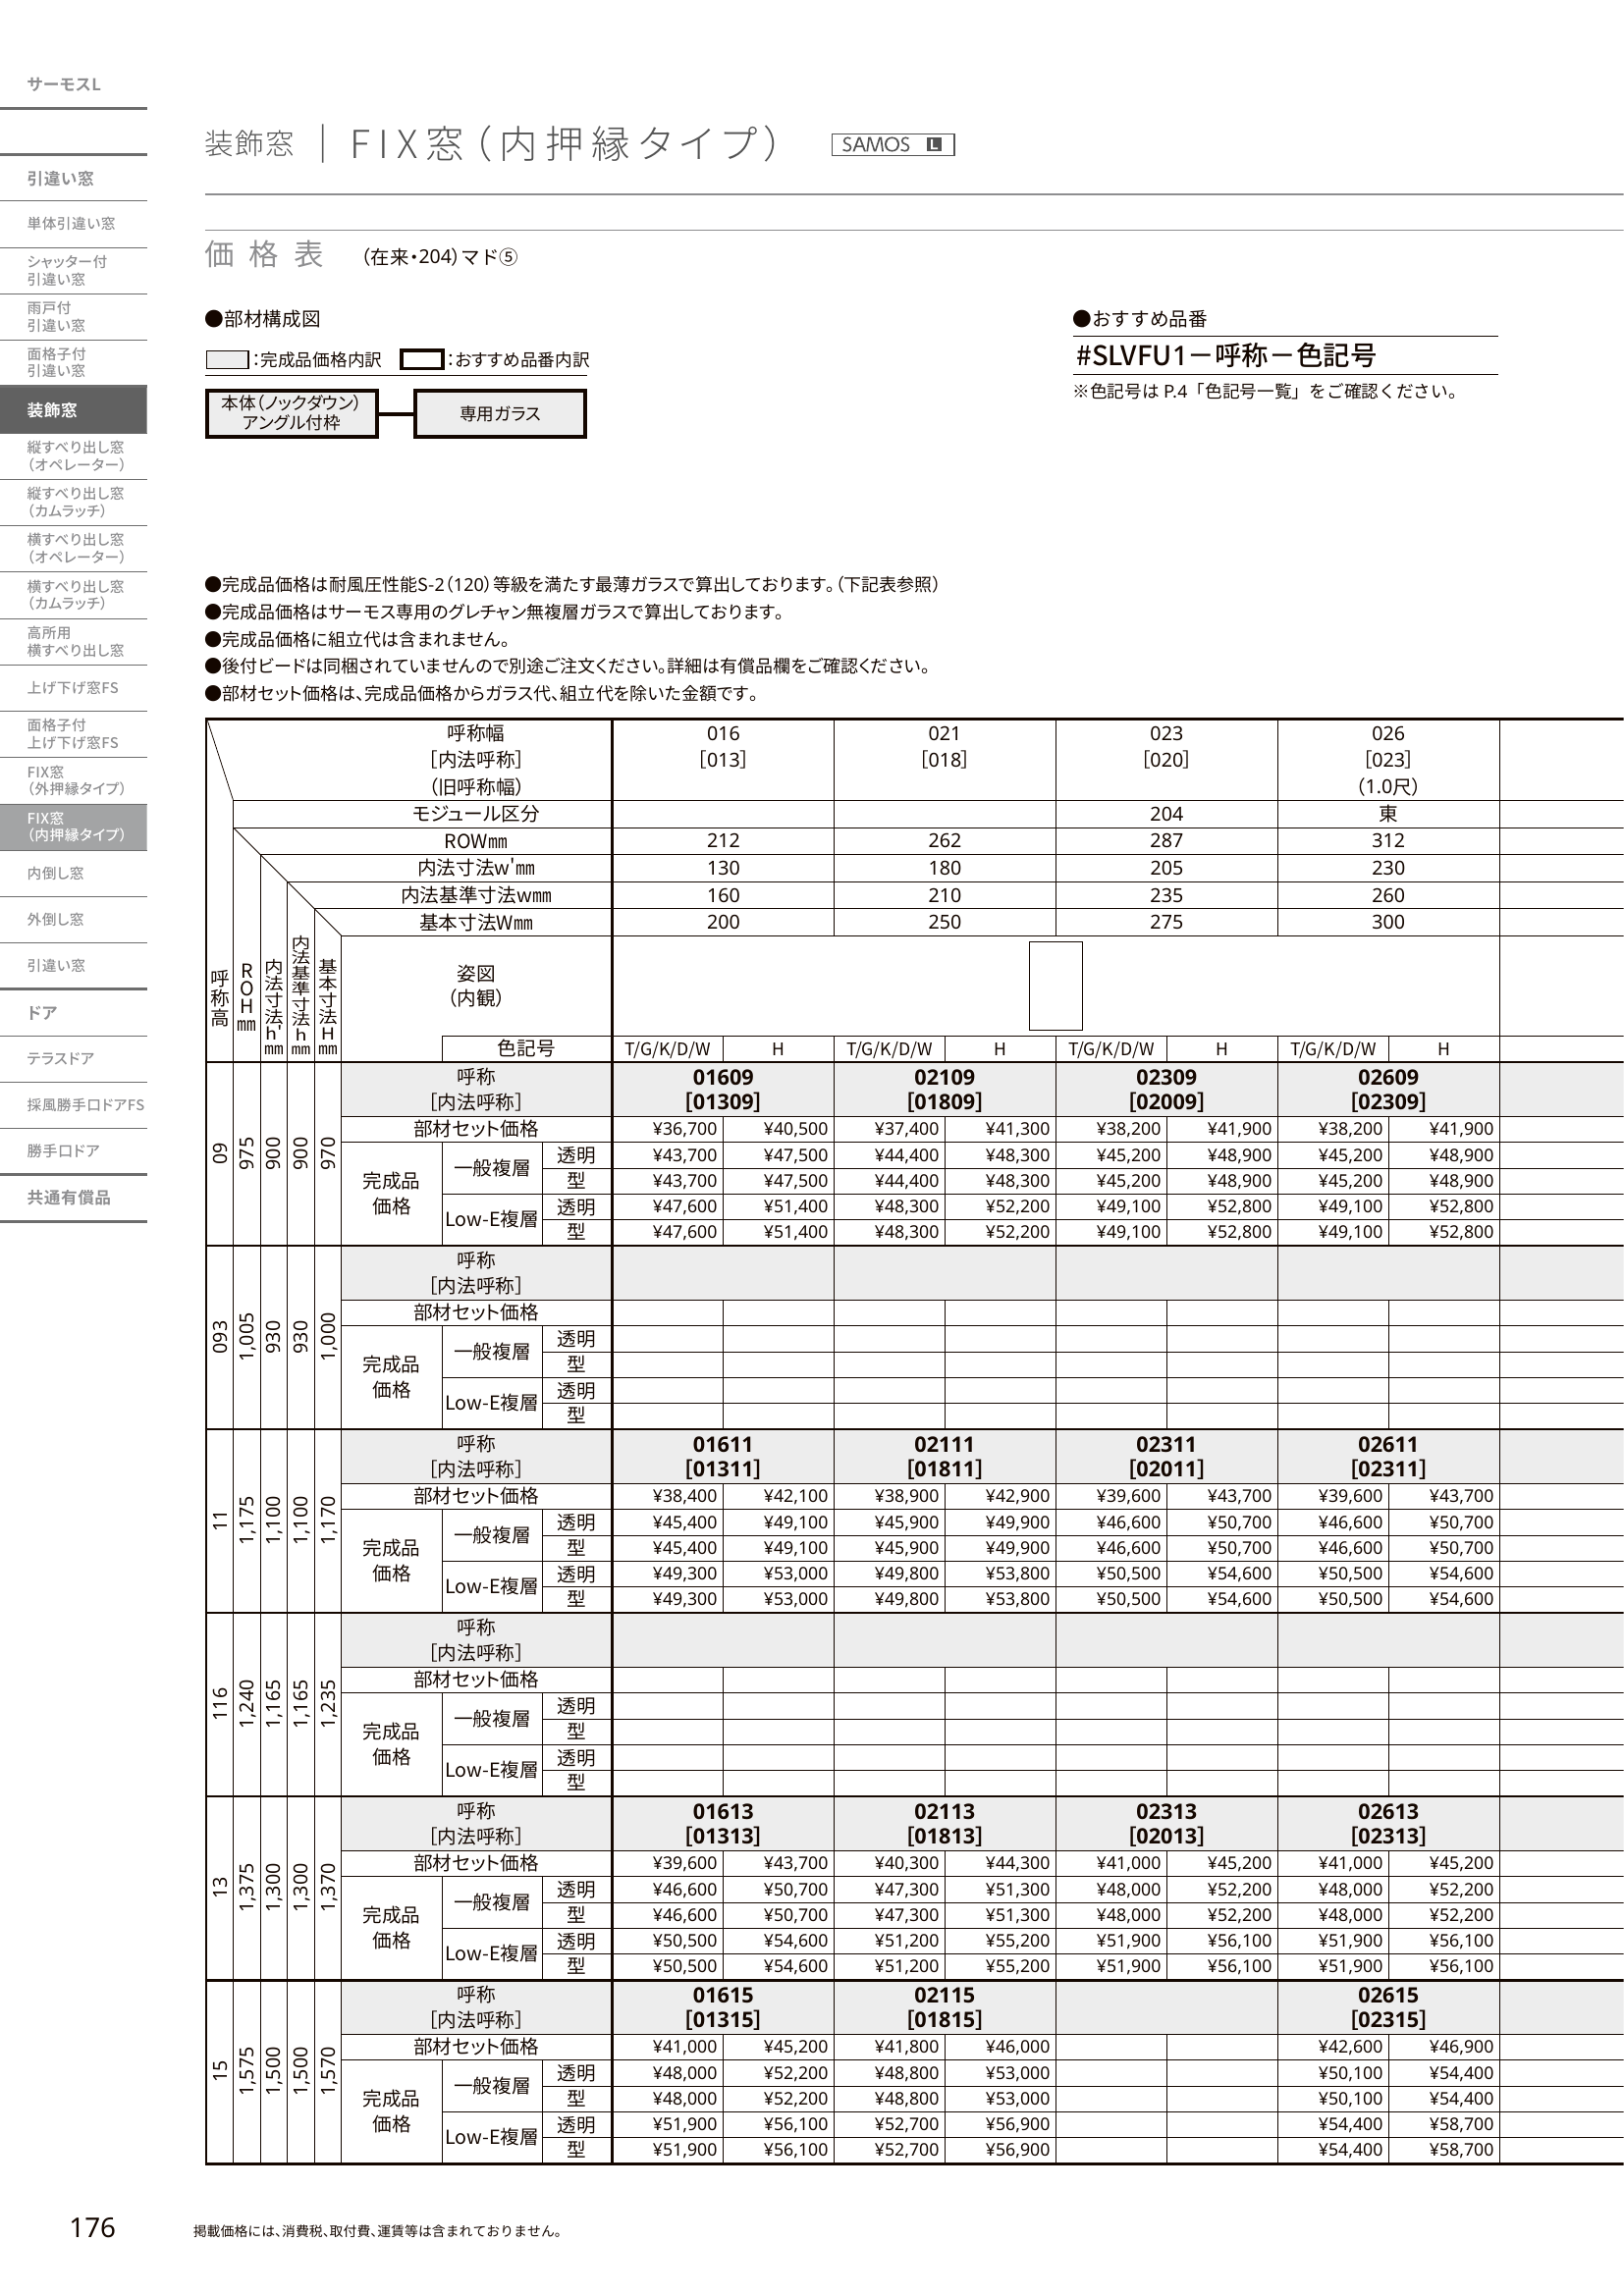 サーモスL
引違い窓
単体引違い窓
シャッター付
引違い窓
雨戸付
引違い窓
面格子付
引違い窓
装飾窓
縦すべり出し窓
（オペレーター）
縦すべり出し窓
（カムラッチ）
横すべり出し窓
（オペレーター）
横すべり出し窓
（カムラッチ）
高所用
横すべり出し窓
上げ下げ窓FS
面格子付
上げ下げ窓FS
FIX窓
（外押縁タイプ）
FIX窓
（内押縁タイプ）
内倒し窓
外倒し窓
引違い窓
ドア
テラスドア
採風勝手口ドアFS
勝手口ドア
共通有償品
装飾窓 FIX窓（内押縁タイプ） SAMOS L
価格表 （在来・204）マド⑤
●部材構成図
：完成品価格内訳 ：おすすめ品番内訳
本体（ノックダウン）
アングル付枠
専用ガラス
●おすすめ品番
#SLVFU1－呼称－色記号
※色記号は P.4「色記号一覧」をご確認ください。
●完成品価格は耐風圧性能S-2（120）等級を満たす最薄ガラスで算出しております。（下記表参照）
●完成品価格はサーモス専用のグレチャン無複層ガラスで算出しております。
●完成品価格に組立代は含まれません。
●後付ビードは同梱されていませんので別途ご注文ください。詳細は有償品欄をご確認ください。
●部材セット価格は、完成品価格からガラス代、組立代を除いた金額です。
呼称幅 016 021 023 026
［内法呼称］ ［013］ ［018］ ［020］ ［023］
（旧呼称幅） （1.0尺）
モジュール区分 204 東
ROW㎜ 212 262 287 312
内法寸法w'㎜ 130 180 205 230
内法基準寸法w㎜ 160 210 235 260
基本寸法W㎜ 200 250 275 300
呼称高 ROH㎜ 内法寸法h'㎜ 内法基準寸法h㎜ 基本寸法H㎜
姿図
（内観）
色記号 T/G/K/D/W H T/G/K/D/W H T/G/K/D/W H T/G/K/D/W H
09 975 900 900 970
呼称 01609 02109 02309 02609
［内法呼称］ ［01309］ ［01809］ ［02009］ ［02309］
部材セット価格 ¥36,700 ¥40,500 ¥37,400 ¥41,300 ¥38,200 ¥41,900 ¥38,200 ¥41,900
完成品価格 一般複層 透明 ¥43,700 ¥47,500 ¥44,400 ¥48,300 ¥45,200 ¥48,900 ¥45,200 ¥48,900
型 ¥43,700 ¥47,500 ¥44,400 ¥48,300 ¥45,200 ¥48,900 ¥45,200 ¥48,900
Low-E複層 透明 ¥47,600 ¥51,400 ¥48,300 ¥52,200 ¥49,100 ¥52,800 ¥49,100 ¥52,800
型 ¥47,600 ¥51,400 ¥48,300 ¥52,200 ¥49,100 ¥52,800 ¥49,100 ¥52,800
093 1,005 930 930 1,000
呼称
［内法呼称］
部材セット価格
完成品価格 一般複層 透明
型
Low-E複層 透明
型
11 1,175 1,100 1,100 1,170
呼称 01611 02111 02311 02611
［内法呼称］ ［01311］ ［01811］ ［02011］ ［02311］
部材セット価格 ¥38,400 ¥42,100 ¥38,900 ¥42,900 ¥39,600 ¥43,700 ¥39,600 ¥43,700
完成品価格 一般複層 透明 ¥45,400 ¥49,100 ¥45,900 ¥49,900 ¥46,600 ¥50,700 ¥46,600 ¥50,700
型 ¥45,400 ¥49,100 ¥45,900 ¥49,900 ¥46,600 ¥50,700 ¥46,600 ¥50,700
Low-E複層 透明 ¥49,300 ¥53,000 ¥49,800 ¥53,800 ¥50,500 ¥54,600 ¥50,500 ¥54,600
型 ¥49,300 ¥53,000 ¥49,800 ¥53,800 ¥50,500 ¥54,600 ¥50,500 ¥54,600
116 1,240 1,165 1,165 1,235
呼称
［内法呼称］
部材セット価格
完成品価格 一般複層 透明
型
Low-E複層 透明
型
13 1,375 1,300 1,300 1,370
呼称 01613 02113 02313 02613
［内法呼称］ ［01313］ ［01813］ ［02013］ ［02313］
部材セット価格 ¥39,600 ¥43,700 ¥40,300 ¥44,300 ¥41,000 ¥45,200 ¥41,000 ¥45,200
完成品価格 一般複層 透明 ¥46,600 ¥50,700 ¥47,300 ¥51,300 ¥48,000 ¥52,200 ¥48,000 ¥52,200
型 ¥46,600 ¥50,700 ¥47,300 ¥51,300 ¥48,000 ¥52,200 ¥48,000 ¥52,200
Low-E複層 透明 ¥50,500 ¥54,600 ¥51,200 ¥55,200 ¥51,900 ¥56,100 ¥51,900 ¥56,100
型 ¥50,500 ¥54,600 ¥51,200 ¥55,200 ¥51,900 ¥56,100 ¥51,900 ¥56,100
15 1,575 1,500 1,500 1,570
呼称 01615 02115 02615
［内法呼称］ ［01315］ ［01815］ ［02315］
部材セット価格 ¥41,000 ¥45,200 ¥41,800 ¥46,000 ¥42,600 ¥46,900
完成品価格 一般複層 透明 ¥48,000 ¥52,200 ¥48,800 ¥53,000 ¥50,100 ¥54,400
型 ¥48,000 ¥52,200 ¥48,800 ¥53,000 ¥50,100 ¥54,400
Low-E複層 透明 ¥51,900 ¥56,100 ¥52,700 ¥56,900 ¥54,400 ¥58,700
型 ¥51,900 ¥56,100 ¥52,700 ¥56,900 ¥54,400 ¥58,700
176 掲載価格には、消費税、取付費、運賃等は含まれておりません。